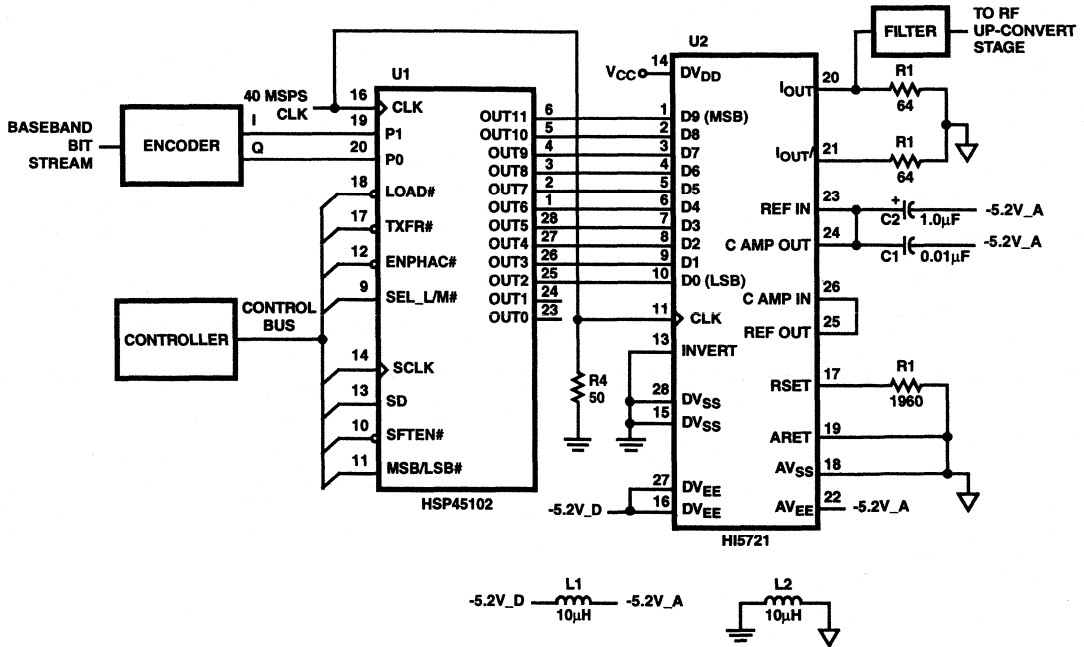 BASEBAND
BIT
STREAM
ENCODER
40 MSPS
CLK
I
Q
CONTROLLER
CONTROL
BUS
U1
16 CLK
19 P1
20 P0
18 LOAD#
17 TXFR#
12 ENPHAC#
9 SEL_L/M#
14 SCLK
13 SD
10 SFTEN#
11 MSB/LSB#
OUT11 6
OUT10 5
OUT9 4
OUT8 3
OUT7 2
OUT6 1
OUT5 28
OUT4 27
OUT3 26
OUT2 25
OUT1 24
OUT0 23
HSP45102
R4
50
U2
VCC 14 DVDD
1 D9 (MSB)
2 D8
3 D7
4 D6
5 D5
6 D4
7 D3
8 D2
9 D1
10 D0 (LSB)
11 CLK
13 INVERT
28 DVSS
15 DVSS
27 DVEE
-5.2V_D 16 DVEE
IOUT 20
IOUT/ 21
REF IN 23
C AMP OUT 24
C AMP IN 26
REF OUT 25
RSET 17
ARET 19
AVSS 18
AVEE 22 -5.2V_A
HI5721
FILTER
TO RF
UP-CONVERT
STAGE
R1
64
R1
64
+
C2 1.0µF -5.2V_A
C1 0.01µF -5.2V_A
R1
1960
L1
-5.2V_D -5.2V_A
10µH
L2
10µH